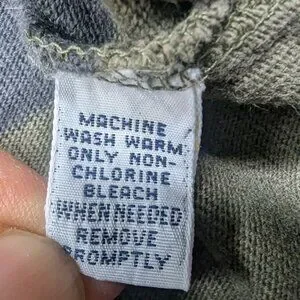 MACHINE
WASH WARM
ONLY NON-
CHLORINE
BLEACH
WHEN NEEDED
REMOVE
PROMPTLY